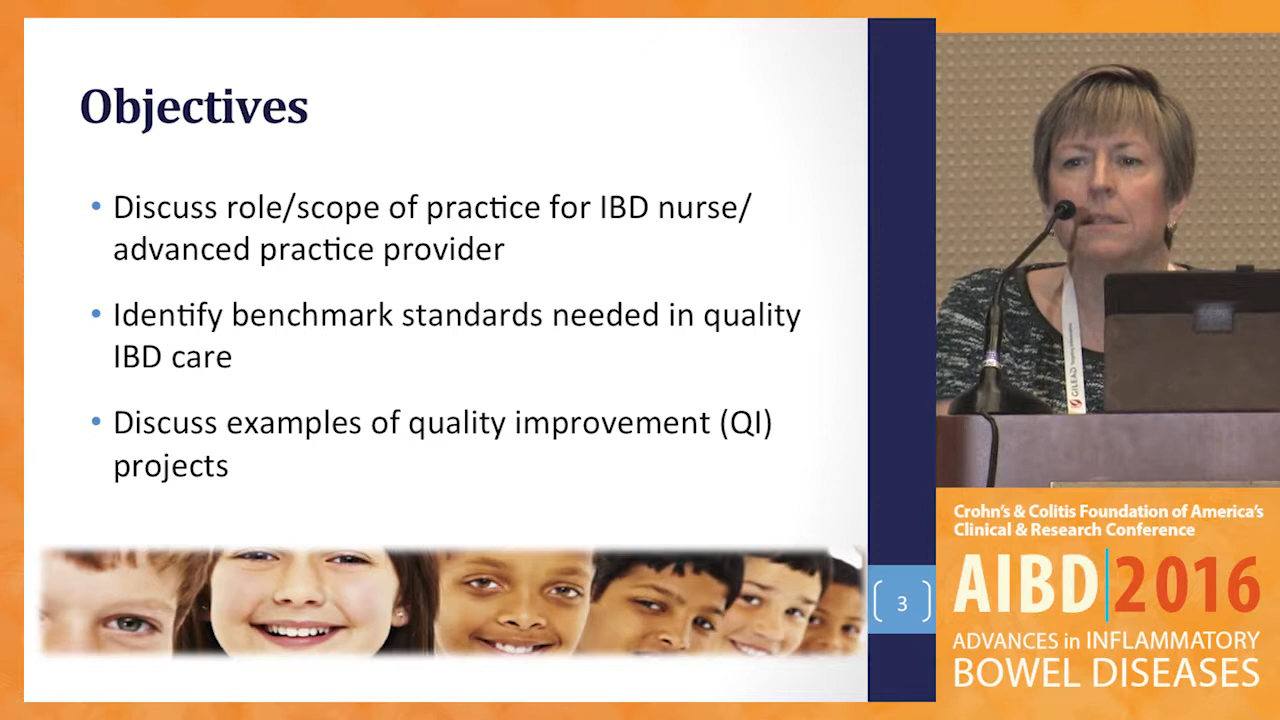 Objectives
• Discuss role/scope of practice for IBD nurse/
advanced practice provider
• Identify benchmark standards needed in quality
IBD care
• Discuss examples of quality improvement (QI)
projects
3
GILEAD
Crohn's & Colitis Foundation of America's
Clinical & Research Conference
AIBD|2016
ADVANCES in INFLAMMATORY
BOWEL DISEASES